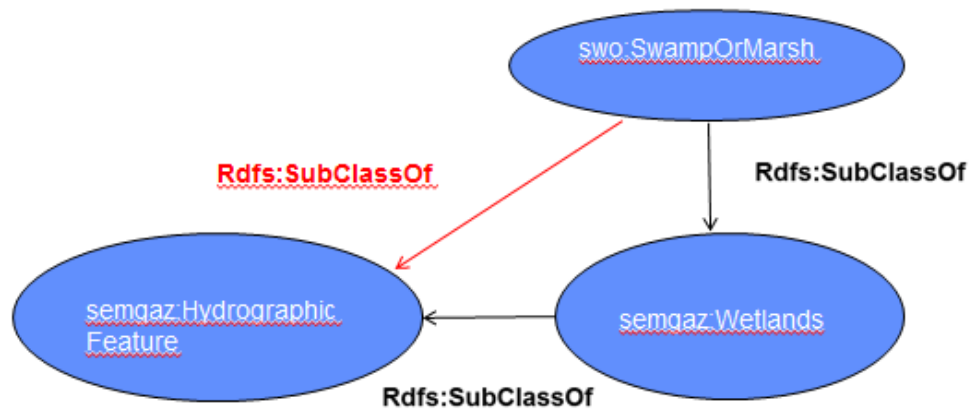 swo:SwampOrMarsh
Rdfs:SubClassOf
Rdfs:SubClassOf
semgaz:Hydrographic
Feature
semgaz:Wetlands
Rdfs:SubClassOf